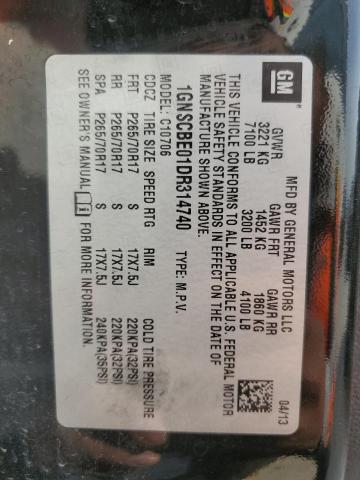 GM
MFD BY GENERAL MOTORS LLC 04/13
GVWR GAWR FRT GAWR RR
3221 KG 1452 KG 1860 KG
7100 LB 3200 LB 4100 LB
THIS VEHICLE CONFORMS TO ALL APPLICABLE U.S. FEDERAL MOTOR
VEHICLE SAFETY STANDARDS IN EFFECT ON THE DATE OF
MANUFACTURE SHOWN ABOVE.
1GNSCBE01DR314740 TYPE: M.P.V.
MODEL: C10706
CDCZ TIRE SIZE SPEED RTG RIM COLD TIRE PRESSURE
FRT P265/70R17 S 17X7.5J 220KPA(32PSI)
RR P265/70R17 S 17X7.5J 220KPA(32PSI)
SPA P265/70R17 S 17X7.5J 240KPA(35PSI)
SEE OWNER'S MANUAL FOR MORE INFORMATION.